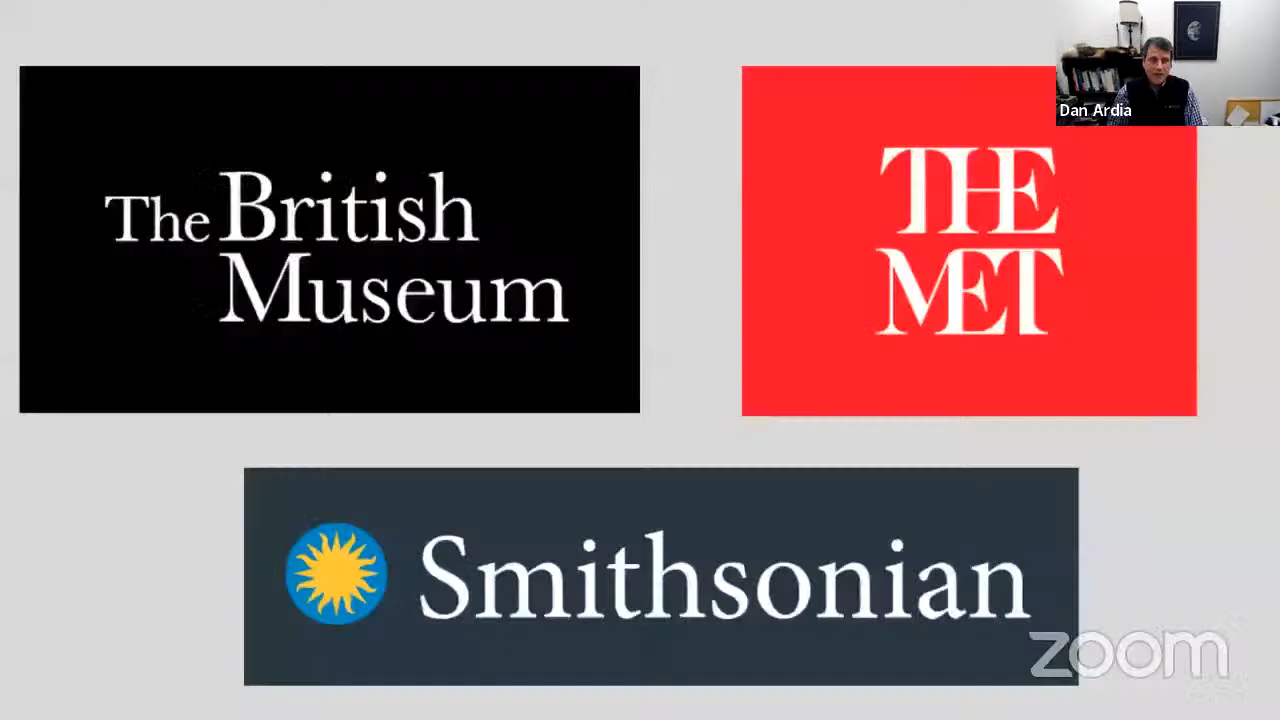 Dan Ardia
The British
Museum
THE
MET
Smithsonian
zoom